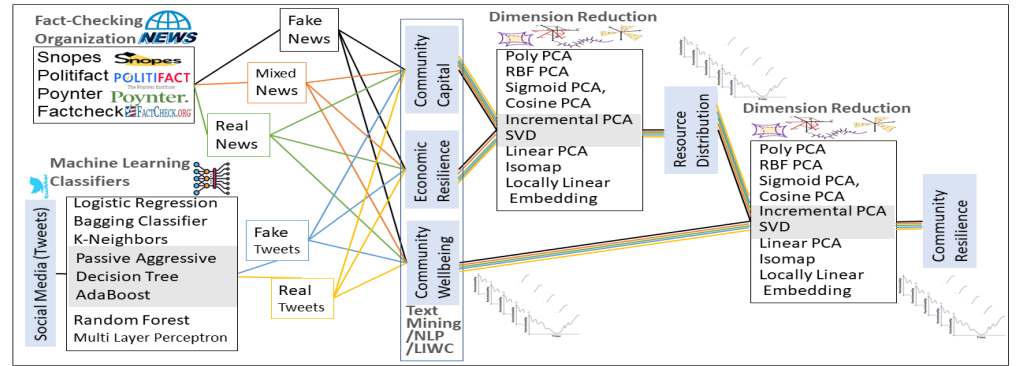 Fact-Checking
Organization
NEWS
Snopes
Snopes
Politifact
POLITIFACT
The Poynter Institute
Poynter
Poynter.
Factcheck
FACTCHECK.ORG
Fake
News
Mixed
News
Real
News
Machine Learning
Classifiers
Social Media (Tweets)
Logistic Regression
Bagging Classifier
K-Neighbors
Passive Aggressive
Decision Tree
AdaBoost
Random Forest
Multi Layer Perceptron
Fake
Tweets
Real
Tweets
Community
Capital
Economic
Resilience
Community
Wellbeing
Text
Mining
/NLP
/LIWC
Dimension Reduction
Poly PCA
RBF PCA
Sigmoid PCA,
Cosine PCA
Incremental PCA
SVD
Linear PCA
Isomap
Locally Linear
Embedding
Resource
Distribution
Dimension Reduction
Poly PCA
RBF PCA
Sigmoid PCA,
Cosine PCA
Incremental PCA
SVD
Linear PCA
Isomap
Locally Linear
Embedding
Community
Resilience